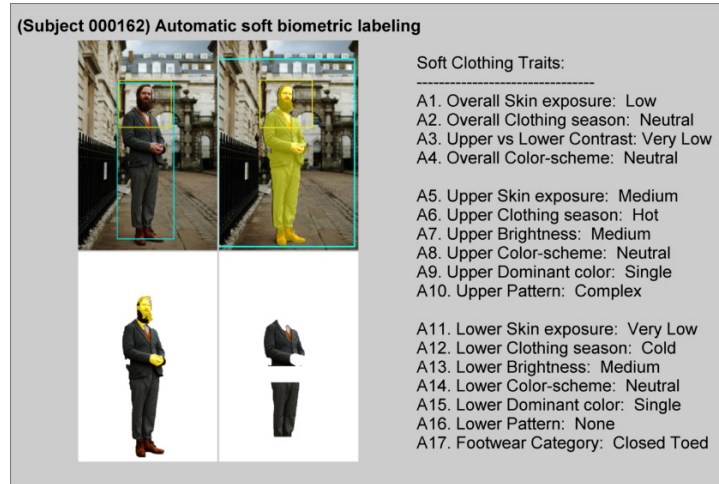 (Subject 000162) Automatic soft biometric labeling
Soft Clothing Traits:
-------------------------------
A1. Overall Skin exposure: Low
A2. Overall Clothing season: Neutral
A3. Upper vs Lower Contrast: Very Low
A4. Overall Color-scheme: Neutral
A5. Upper Skin exposure: Medium
A6. Upper Clothing season: Hot
A7. Upper Brightness: Medium
A8. Upper Color-scheme: Neutral
A9. Upper Dominant color: Single
A10. Upper Pattern: Complex
A11. Lower Skin exposure: Very Low
A12. Lower Clothing season: Cold
A13. Lower Brightness: Medium
A14. Lower Color-scheme: Neutral
A15. Lower Dominant color: Single
A16. Lower Pattern: None
A17. Footwear Category: Closed Toed